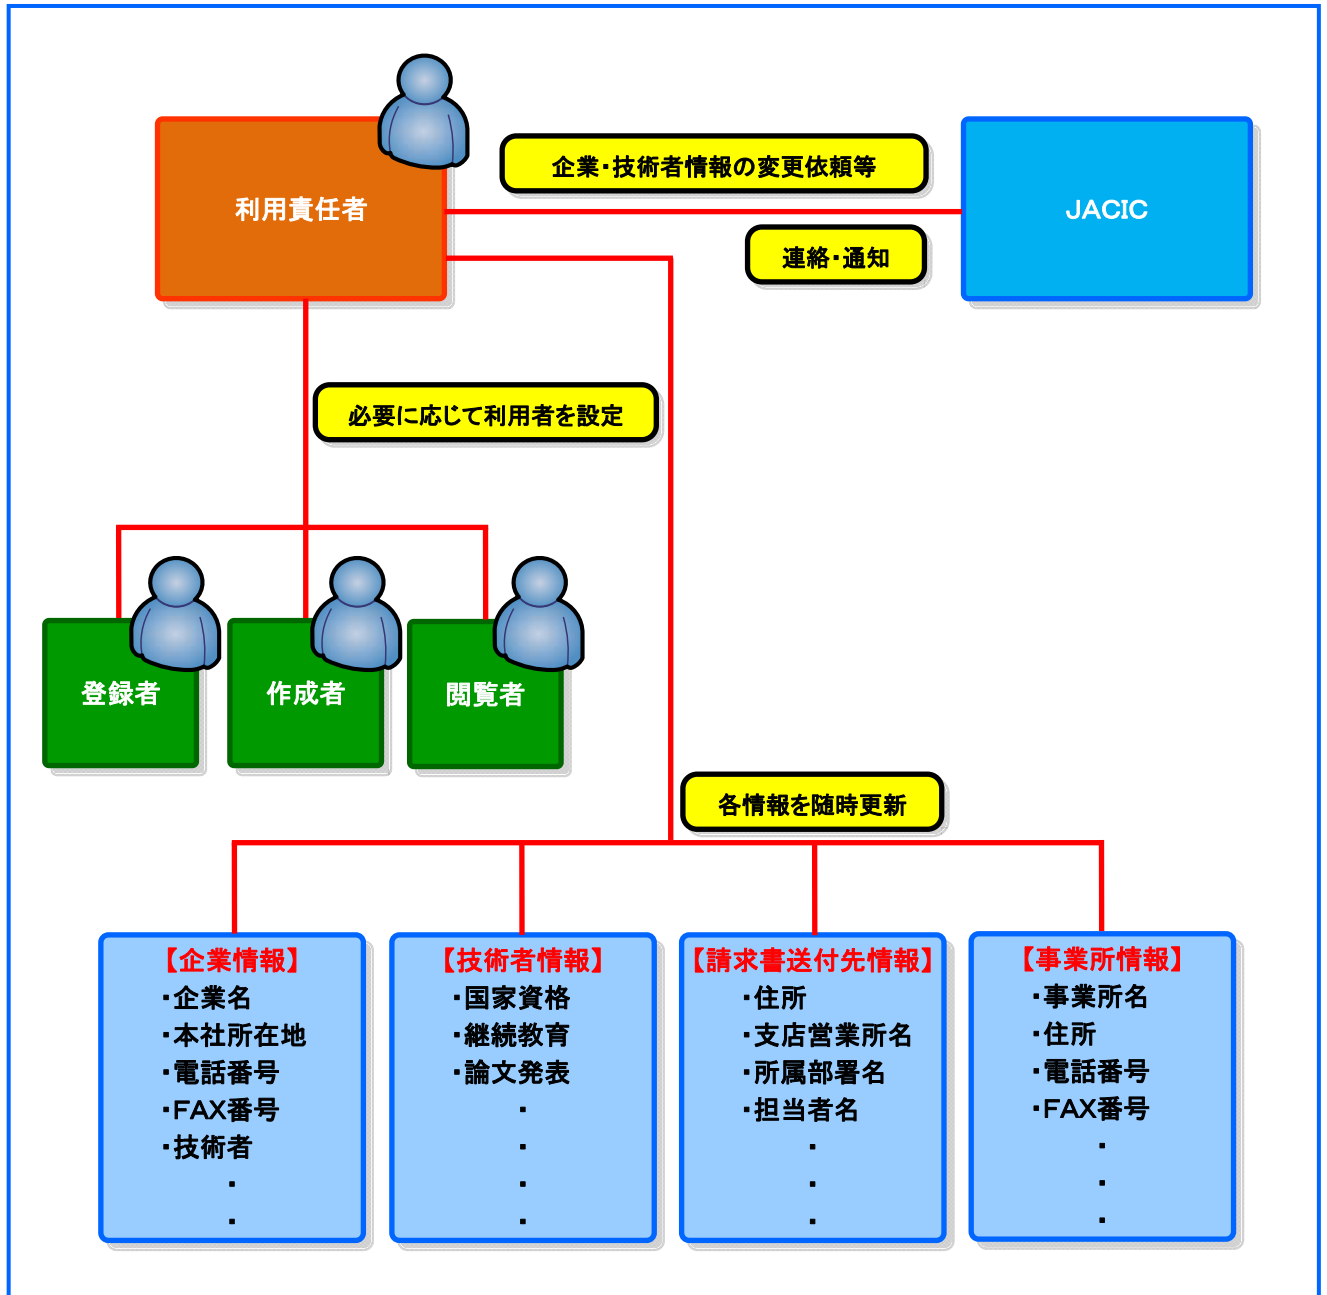 企業・技術者情報の変更依頼等
利用責任者
JACIC
連絡・通知
必要に応じて利用者を設定
登録者
作成者
閲覧者
各情報を随時更新
【企業情報】
・企業名
・本社所在地
・電話番号
・FAX番号
・技術者
・
・
【技術者情報】
・国家資格
・継続教育
・論文発表
・
・
・
・
【請求書送付先情報】
・住所
・支店営業所名
・所属部署名
・担当者名
・
・
・
【事業所情報】
・事業所名
・住所
・電話番号
・FAX番号
・
・
・